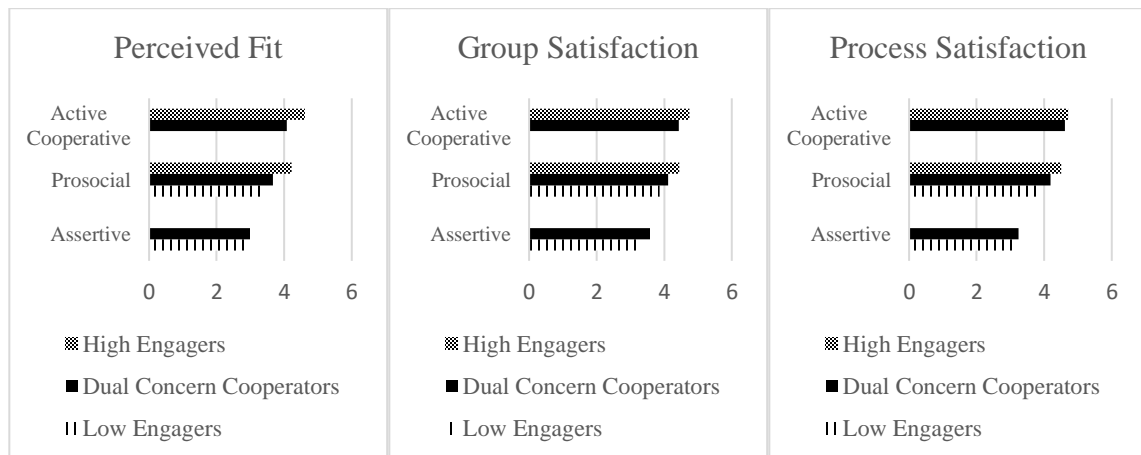 Perceived Fit
Active
Cooperative
Prosocial
Assertive
0 2 4 6
High Engagers
Dual Concern Cooperators
Low Engagers
Group Satisfaction
Active
Cooperative
Prosocial
Assertive
0 2 4 6
High Engagers
Dual Concern Cooperators
Low Engagers
Process Satisfaction
Active
Cooperative
Prosocial
Assertive
0 2 4 6
High Engagers
Dual Concern Cooperators
Low Engagers